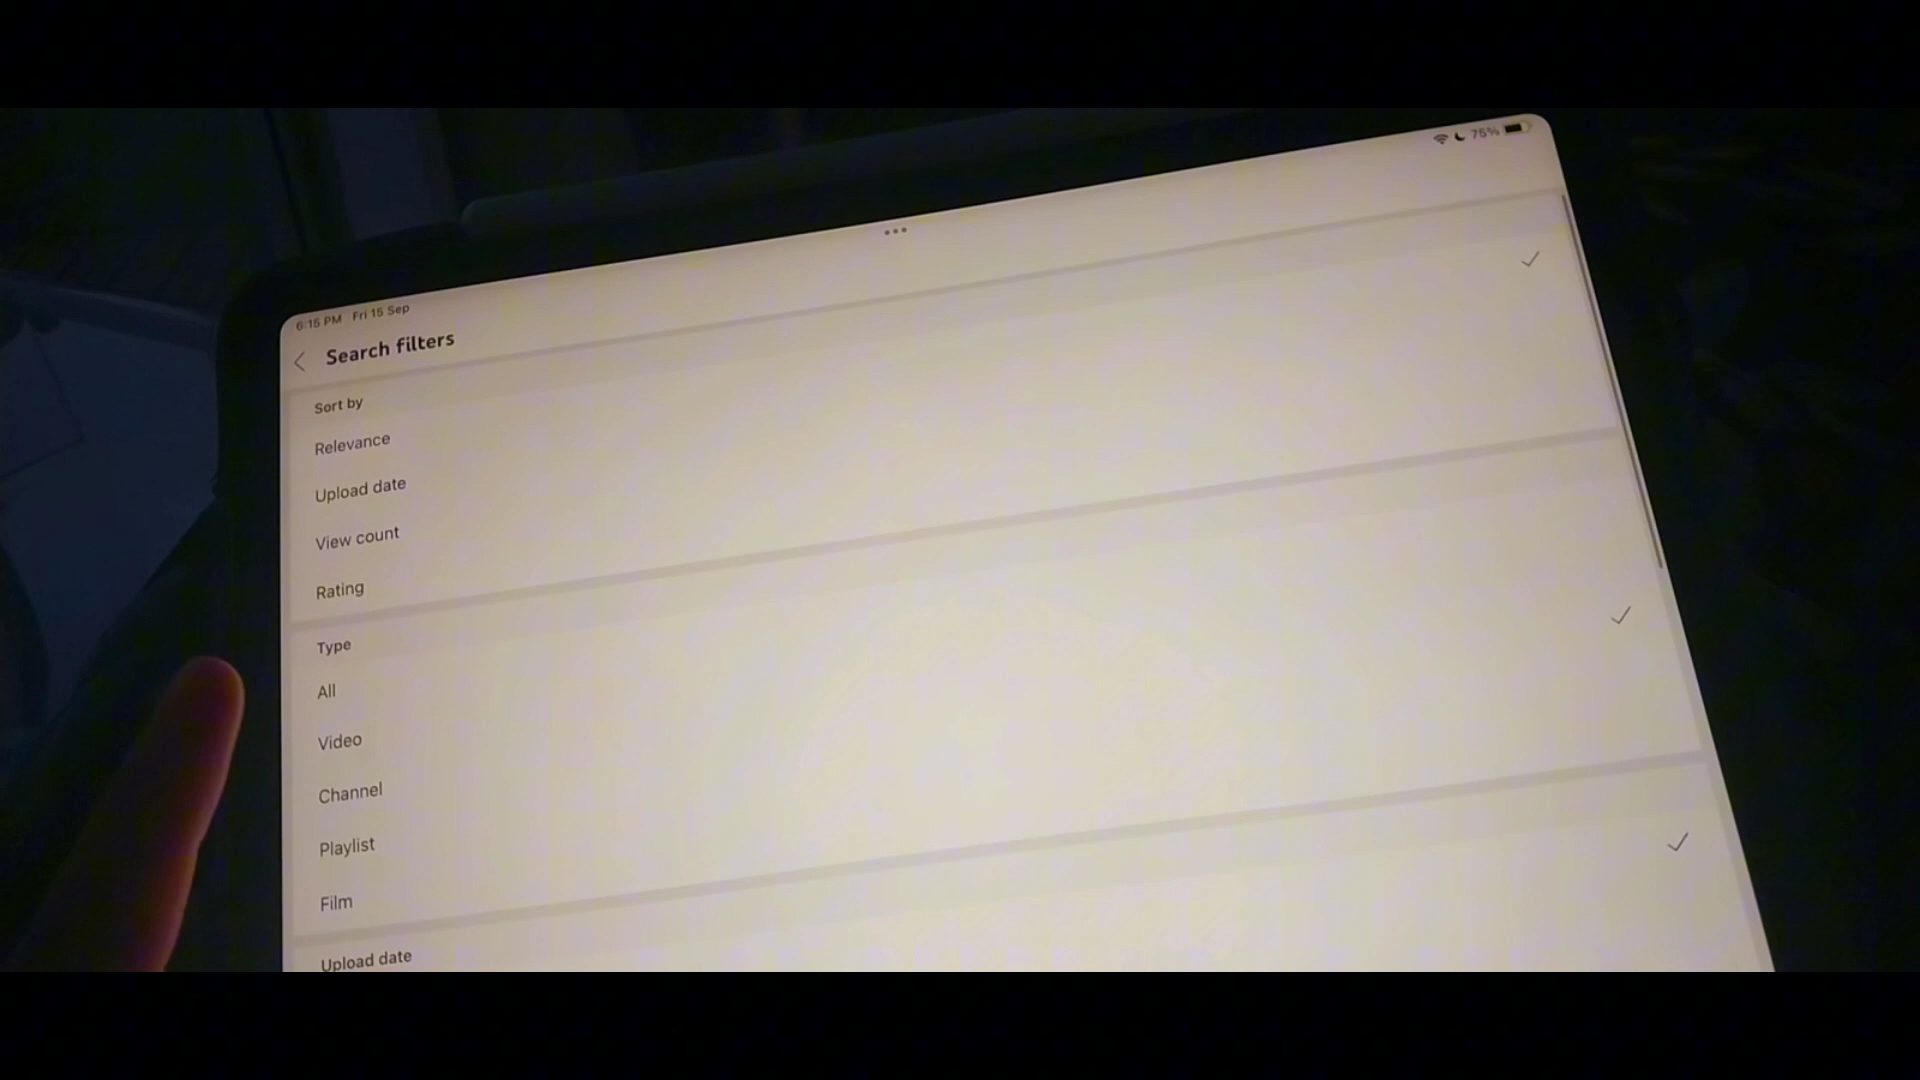 6:15 PM Fri 15 Sep
75%
Search filters
Sort by
Relevance
Upload date
View count
Rating
Type
All
Video
Channel
Playlist
Film
Upload date